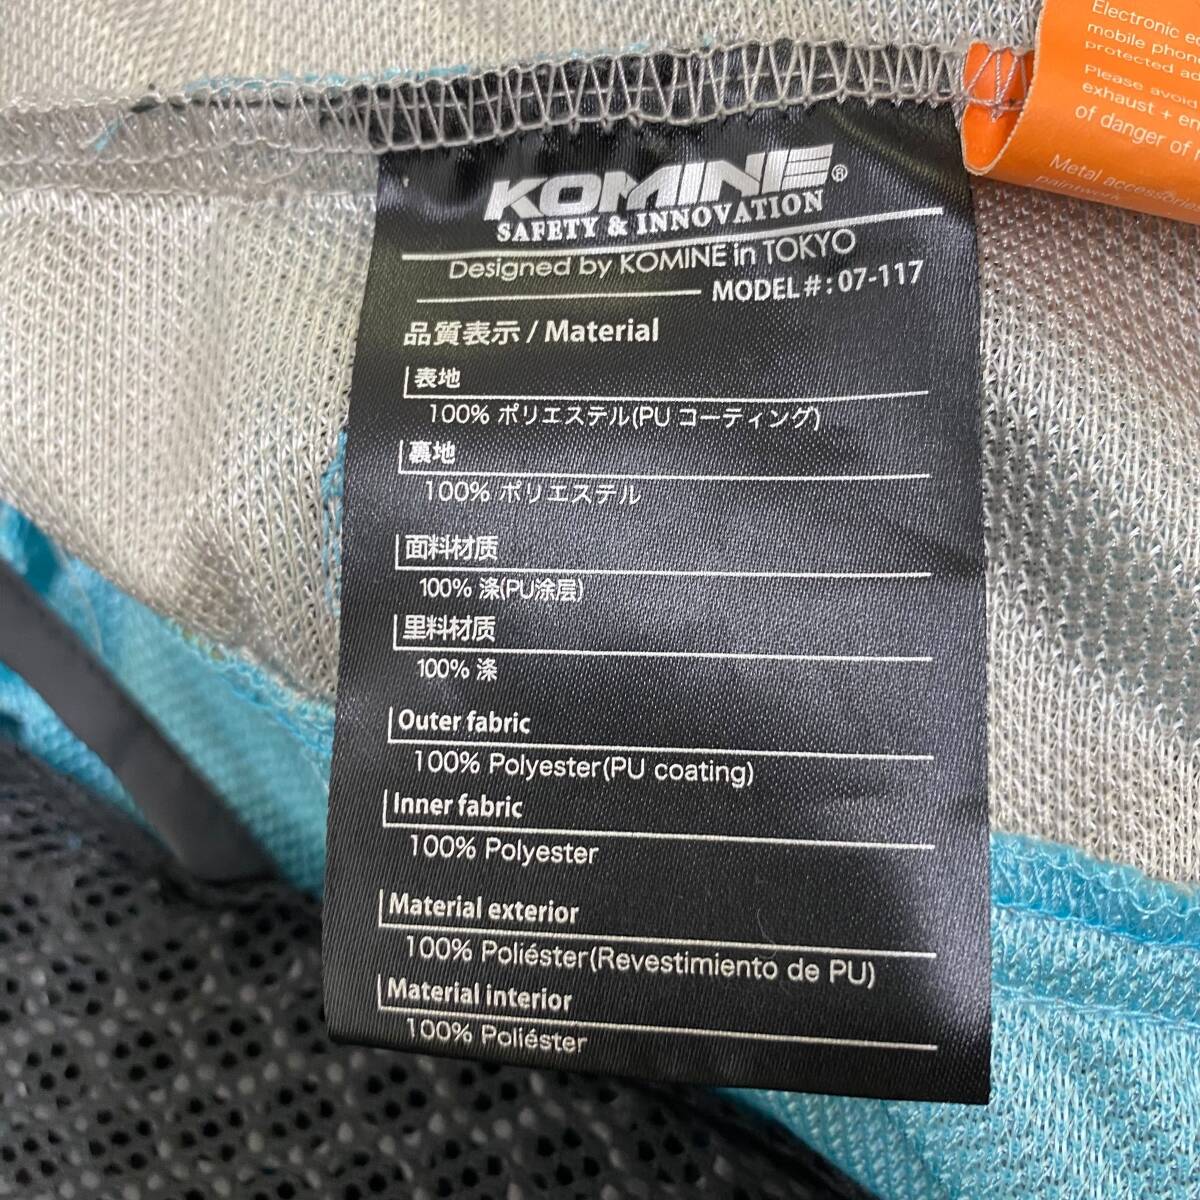 KOMINE®
SAFETY & INNOVATION
Designed by KOMINE in TOKYO
MODEL#: 07-117
品質表示 / Material
表地
100% ポリエステル(PU コーティング)
裏地
100% ポリエステル
面料材质
100% 涤(PU涂层)
里料材质
100% 涤
Outer fabric
100% Polyester(PU coating)
Inner fabric
100% Polyester
Material exterior
100% Poliéster(Revestimiento de PU)
Material interior
100% Poliéster
Electronic
mobile phon
protected
Please avoid
exhaust + en
of danger of
Metal
paintwork